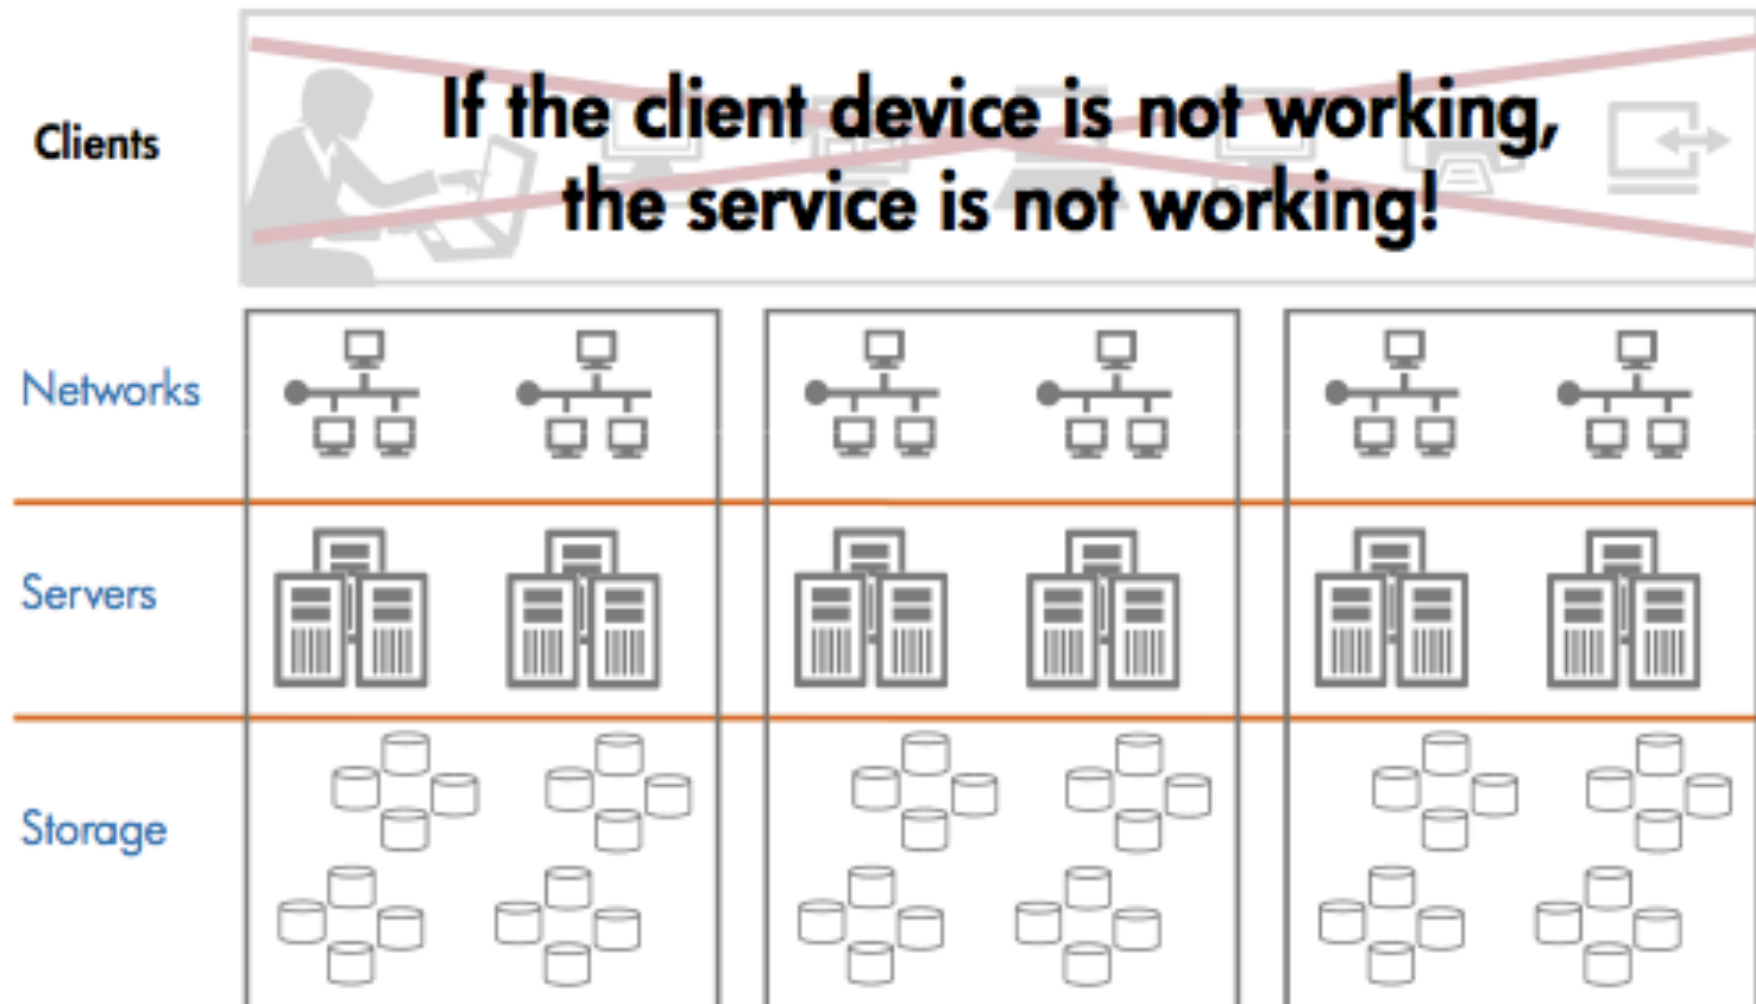 Clients
If the client device is not working,
the service is not working!
Networks
Servers
Storage